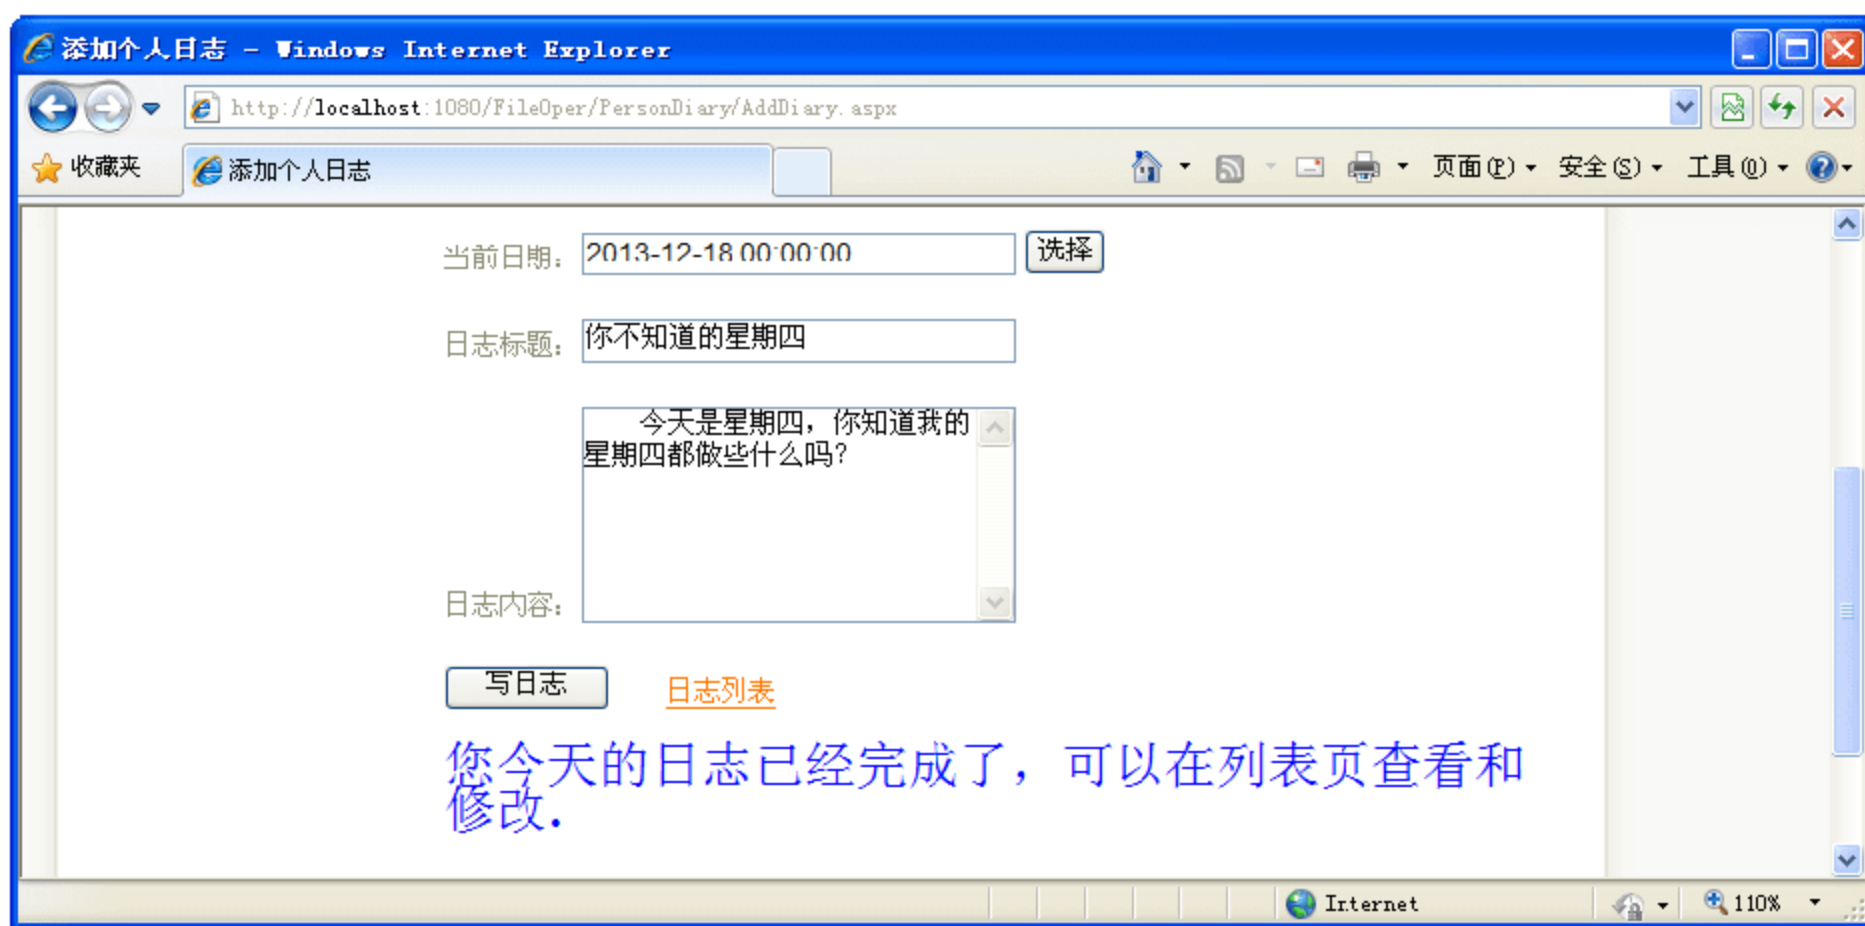 添加个人日志 - Windows Internet Explorer
http://localhost:1080/FileOper/PersonDiary/AddDiary.aspx
收藏夹 添加个人日志 页面(P) 安全(S) 工具(O)
当前日期： 2013-12-18 00:00:00 选择
日志标题： 你不知道的星期四
今天是星期四，你知道我的
星期四都做些什么吗？
日志内容：
写日志 日志列表
您今天的日志已经完成了，可以在列表页查看和
修改.
Internet 110%